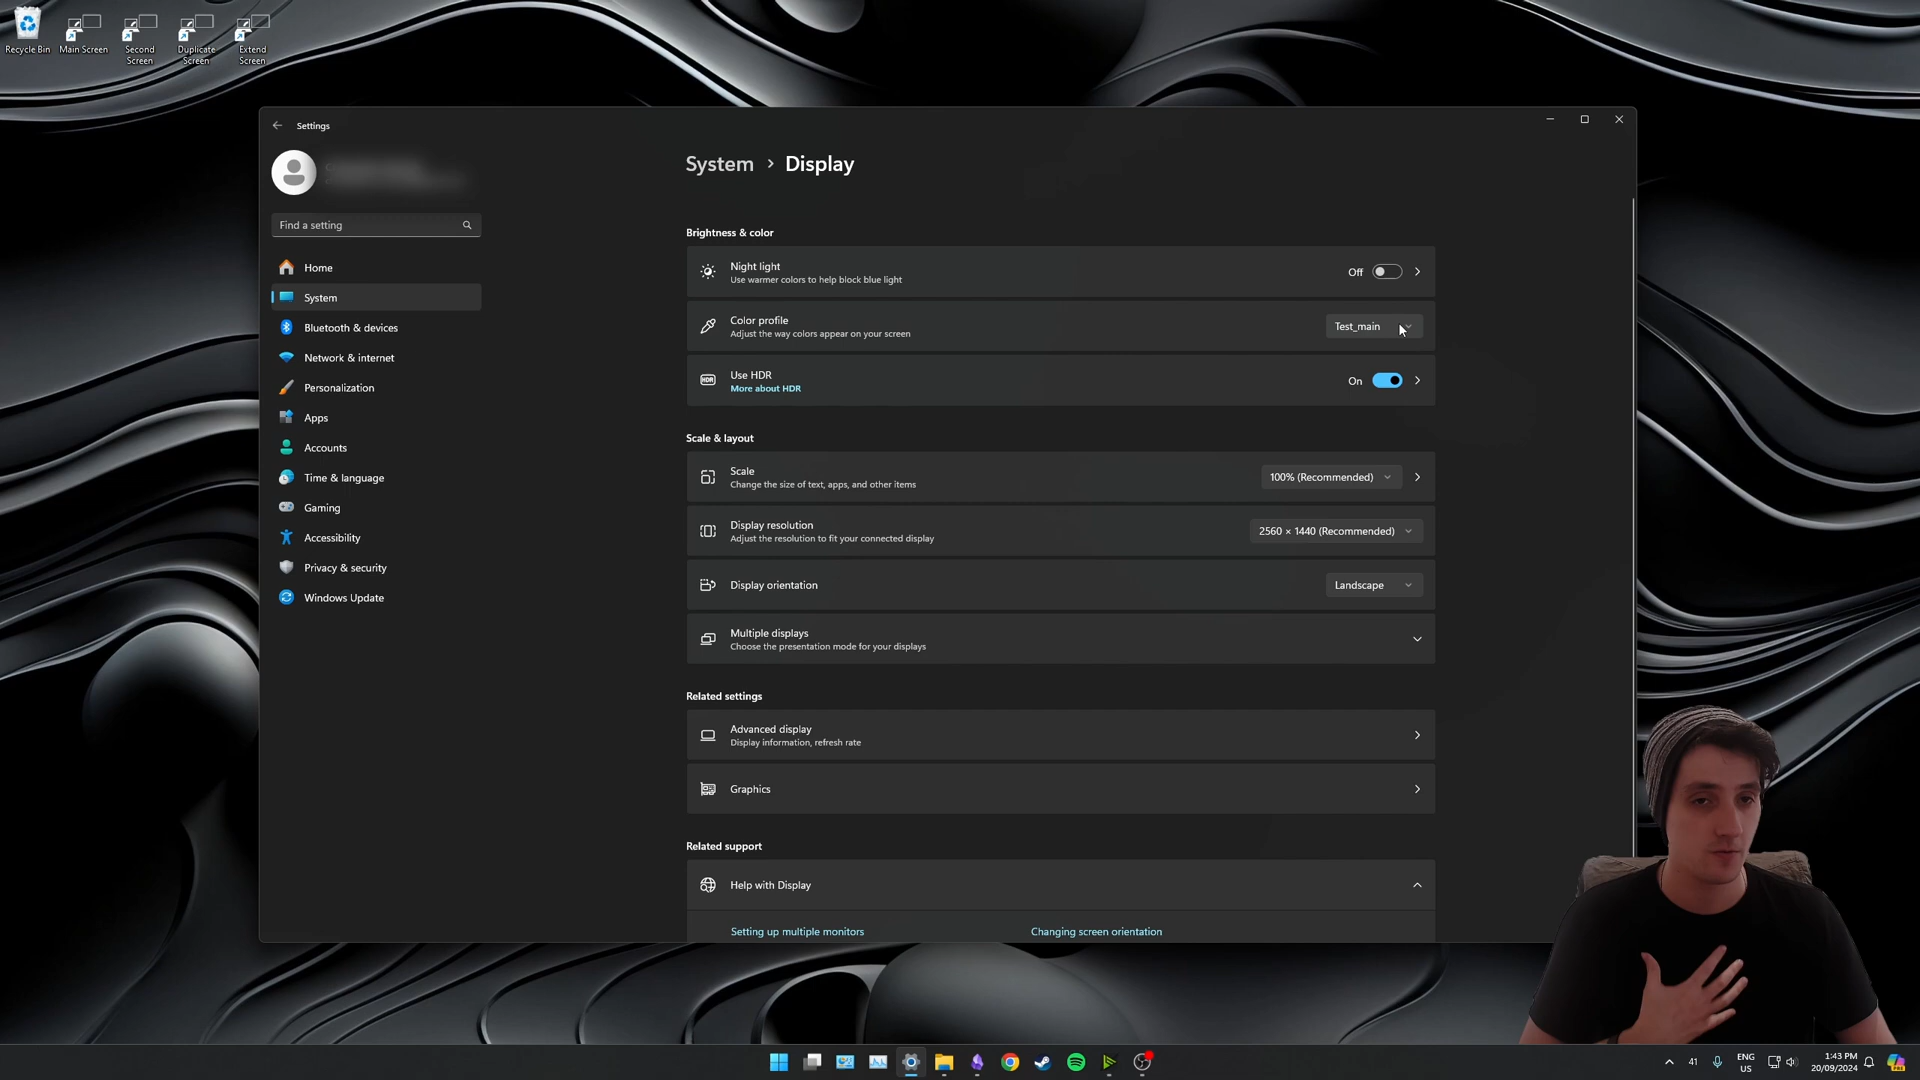 Recycle Bin
Main Screen
Second
Screen
Duplicate
Screen
Extend
Screen
Settings
Find a setting
Home
System
Bluetooth & devices
Network & internet
Personalization
Apps
Accounts
Time & language
Gaming
Accessibility
Privacy & security
Windows Update
System > Display
Brightness & color
Night light
Use warmer colors to help block blue light
Off
Color profile
Adjust the way colors appear on your screen
Test_main
HDR
Use HDR
More about HDR
On
Scale & layout
Scale
Change the size of text, apps, and other items
100% (Recommended)
Display resolution
Adjust the resolution to fit your connected display
2560 × 1440 (Recommended)
Display orientation
Landscape
Multiple displays
Choose the presentation mode for your displays
Related settings
Advanced display
Display information, refresh rate
Graphics
Related support
Help with Display
Setting up multiple monitors
Changing screen orientation
41
ENG
US
1:43 PM
20/09/2024
PRE